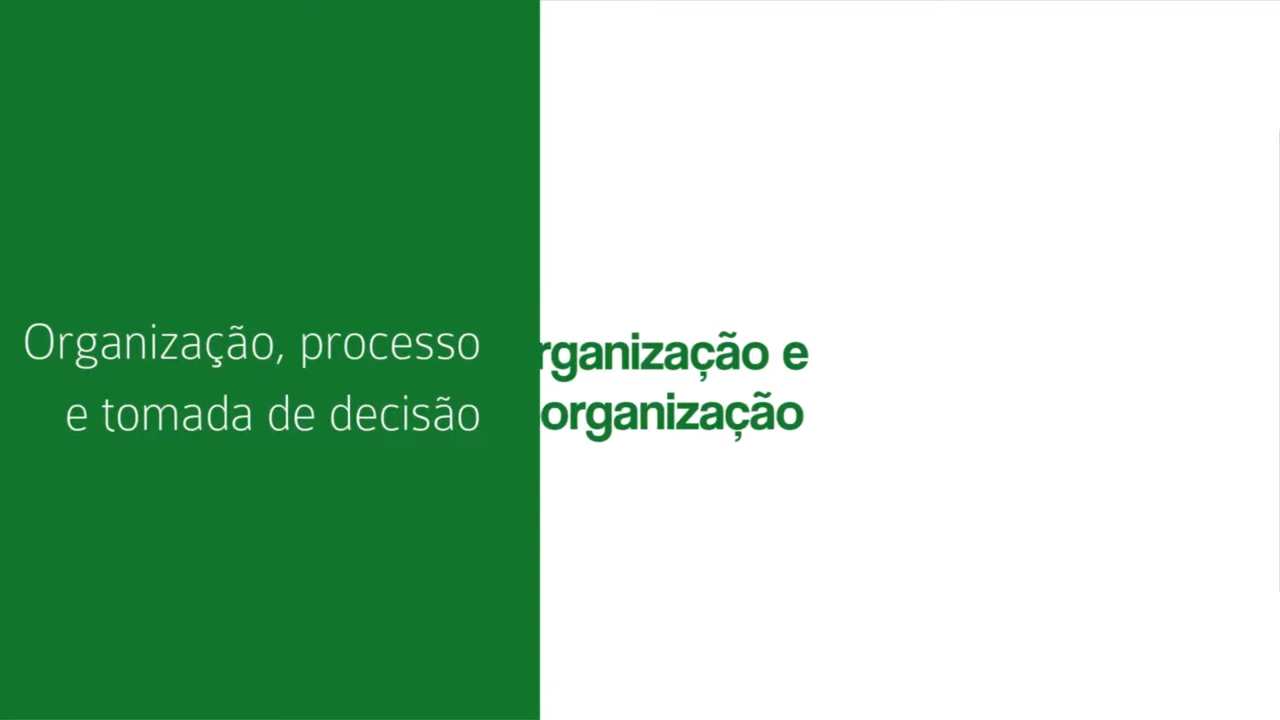 Organização, processo
e tomada de decisão
rganização e
organização